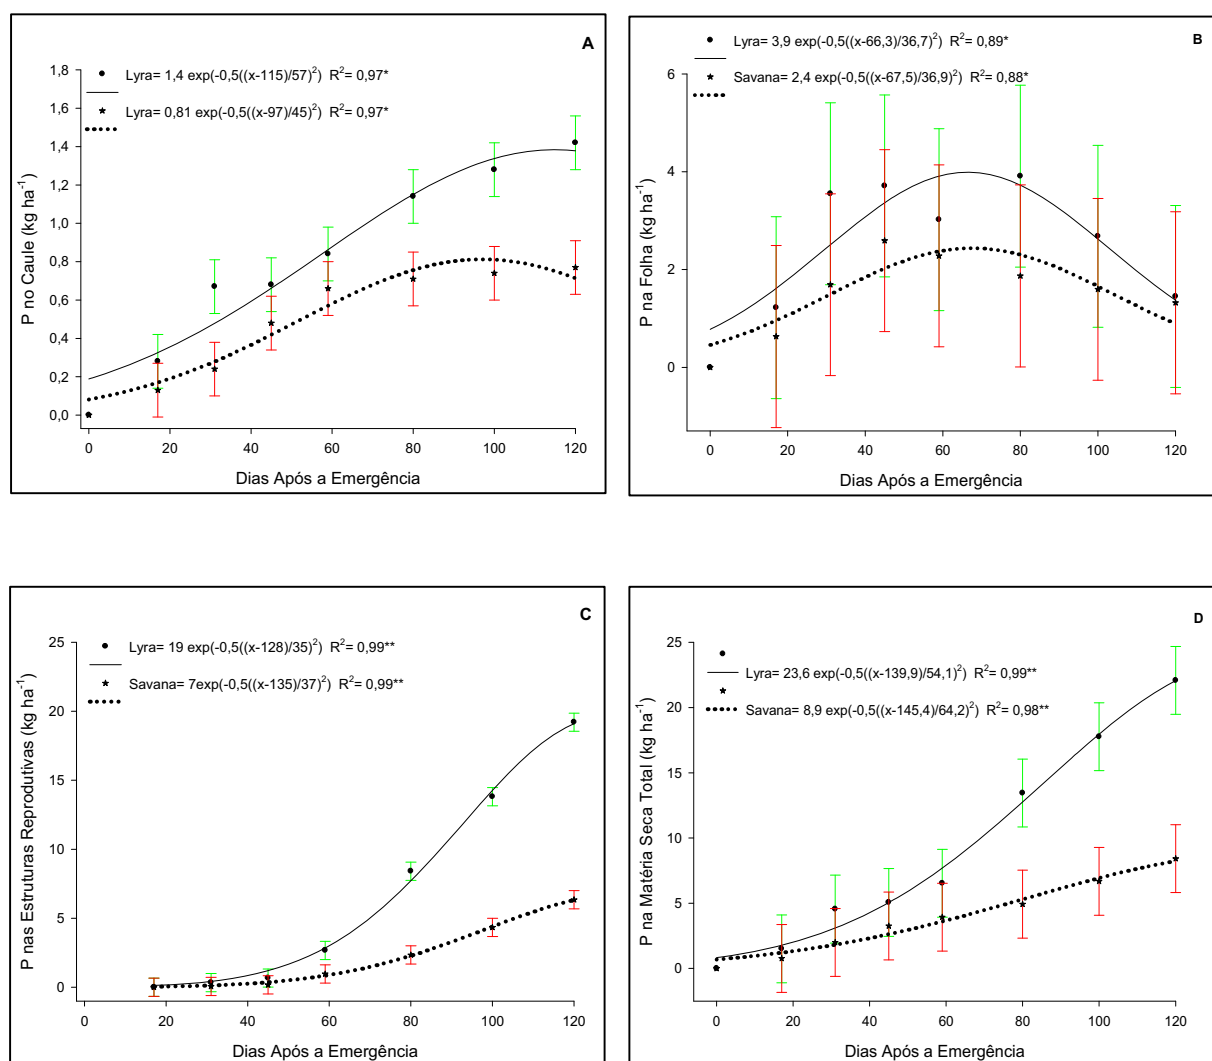 A
Lyra= 1,4 exp(-0,5((x-115)/57)²) R²= 0,97*
Lyra= 0,81 exp(-0,5((x-97)/45)²) R²= 0,97*
P no Caule (kg ha⁻¹)
1,8
1,6
1,4
1,2
1,0
0,8
0,6
0,4
0,2
0,0
0 20 40 60 80 100 120
Dias Após a Emergência
B
Lyra= 3,9 exp(-0,5((x-66,3)/36,7)²) R²= 0,89*
Savana= 2,4 exp(-0,5((x-67,5)/36,9)²) R²= 0,88*
P na Folha (kg ha⁻¹)
6
4
2
0
0 20 40 60 80 100 120
Dias Após a Emergência
C
Lyra= 19 exp(-0,5((x-128)/35)²) R²= 0,99**
Savana= 7exp(-0,5((x-135)/37)²) R²= 0,99**
P nas Estruturas Reprodutivas (kg ha⁻¹)
25
20
15
10
5
0
0 20 40 60 80 100 120
Dias Após a Emergência
D
Lyra= 23,6 exp(-0,5((x-139,9)/54,1)²) R²= 0,99**
Savana= 8,9 exp(-0,5((x-145,4)/64,2)²) R²= 0,98**
P na Matéria Seca Total (kg ha⁻¹)
25
20
15
10
5
0
0 20 40 60 80 100 120
Dias Após a Emergência